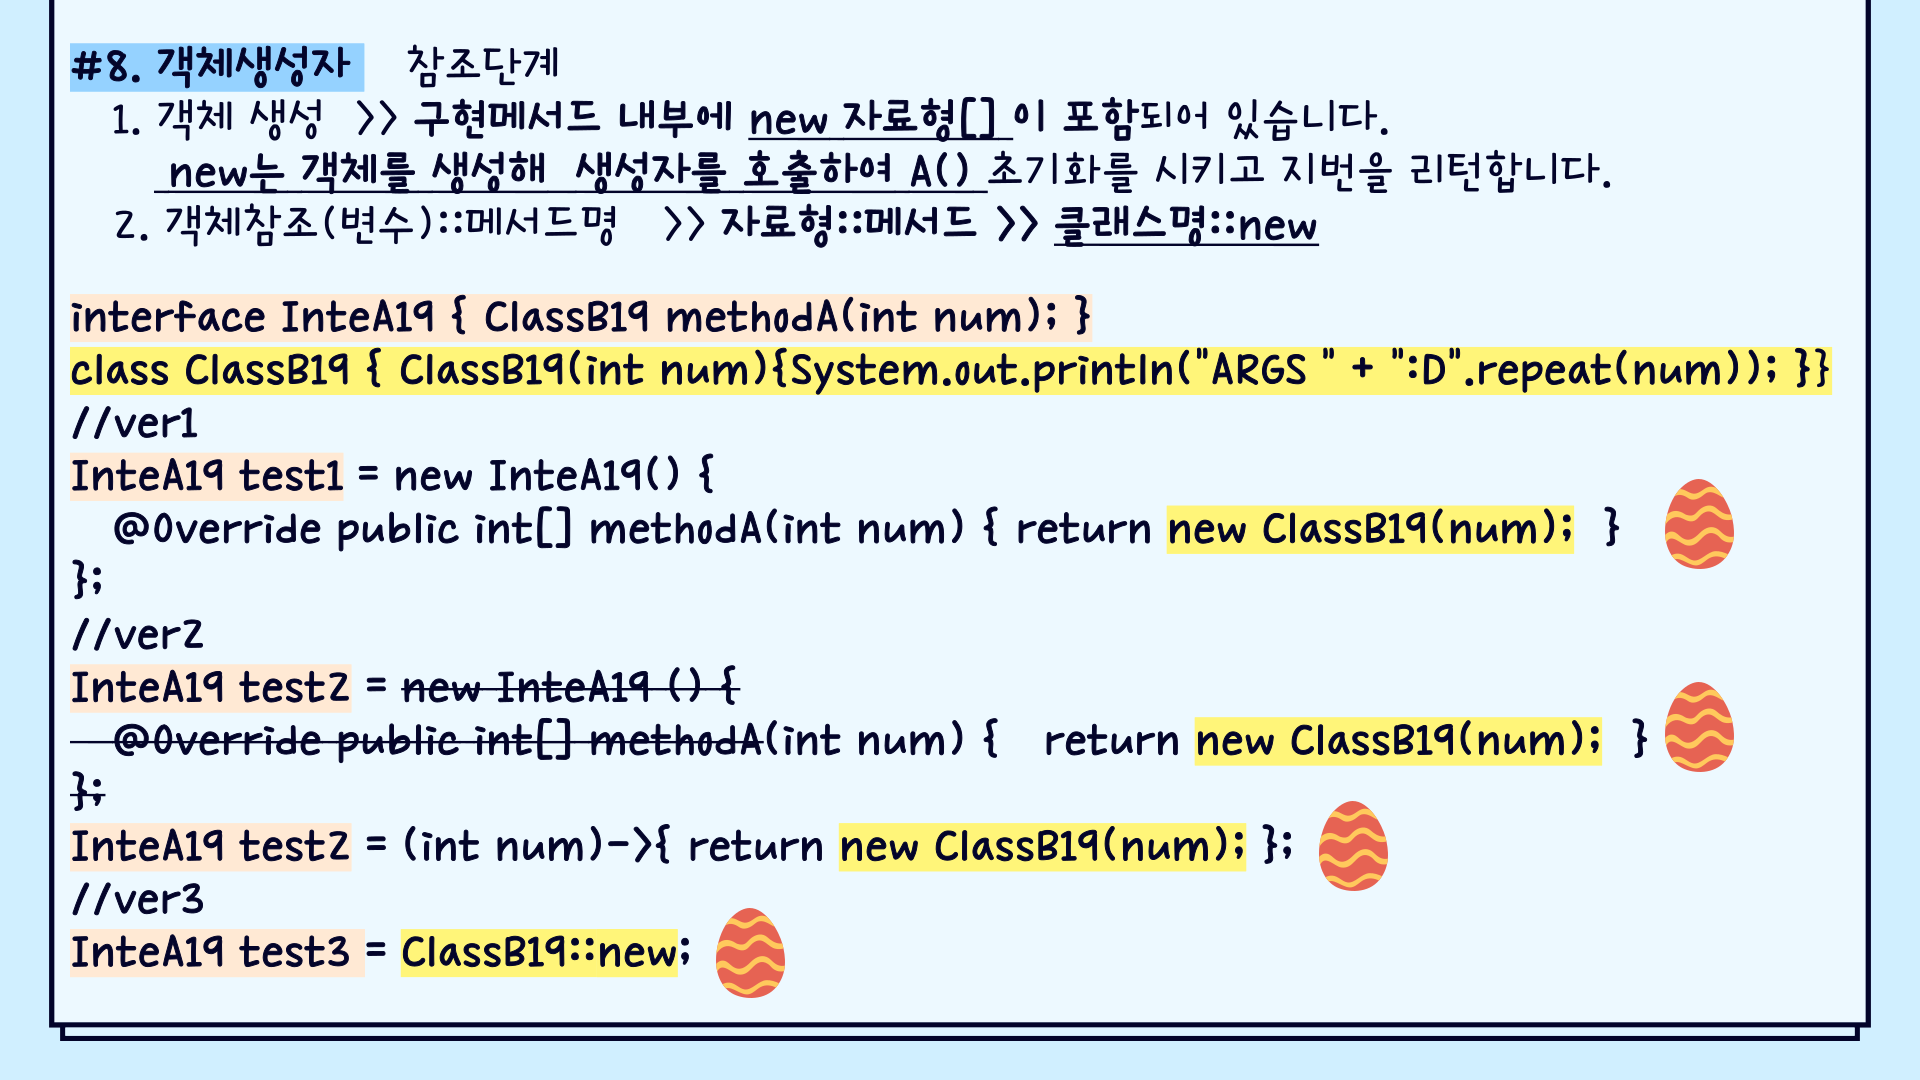 #8. 객체생성자 참조단계
1. 객체 생성 >> 구현메서드 내부에 new 자료형[] 이 포함되어 있습니다.
new는 객체를 생성해 생성자를 호출하여 A() 초기화를 시키고 지번을 리턴합니다.
2. 객체참조(변수)::메서드명 >> 자료형::메서드 >> 클래스명::new
interface InteA19 { ClassB19 methodA(int num); }
class ClassB19 { ClassB19(int num){System.out.println("ARGS " + ":D".repeat(num)); }}
//ver1
InteA19 test1 = new InteA19() {
@Override public int[] methodA(int num) { return new ClassB19(num); }
};
//ver2
InteA19 test2 = new InteA19 () {
@Override public int[] methodA(int num) { return new ClassB19(num); }
};
InteA19 test2 = (int num)->{ return new ClassB19(num); };
//ver3
InteA19 test3 = ClassB19::new;